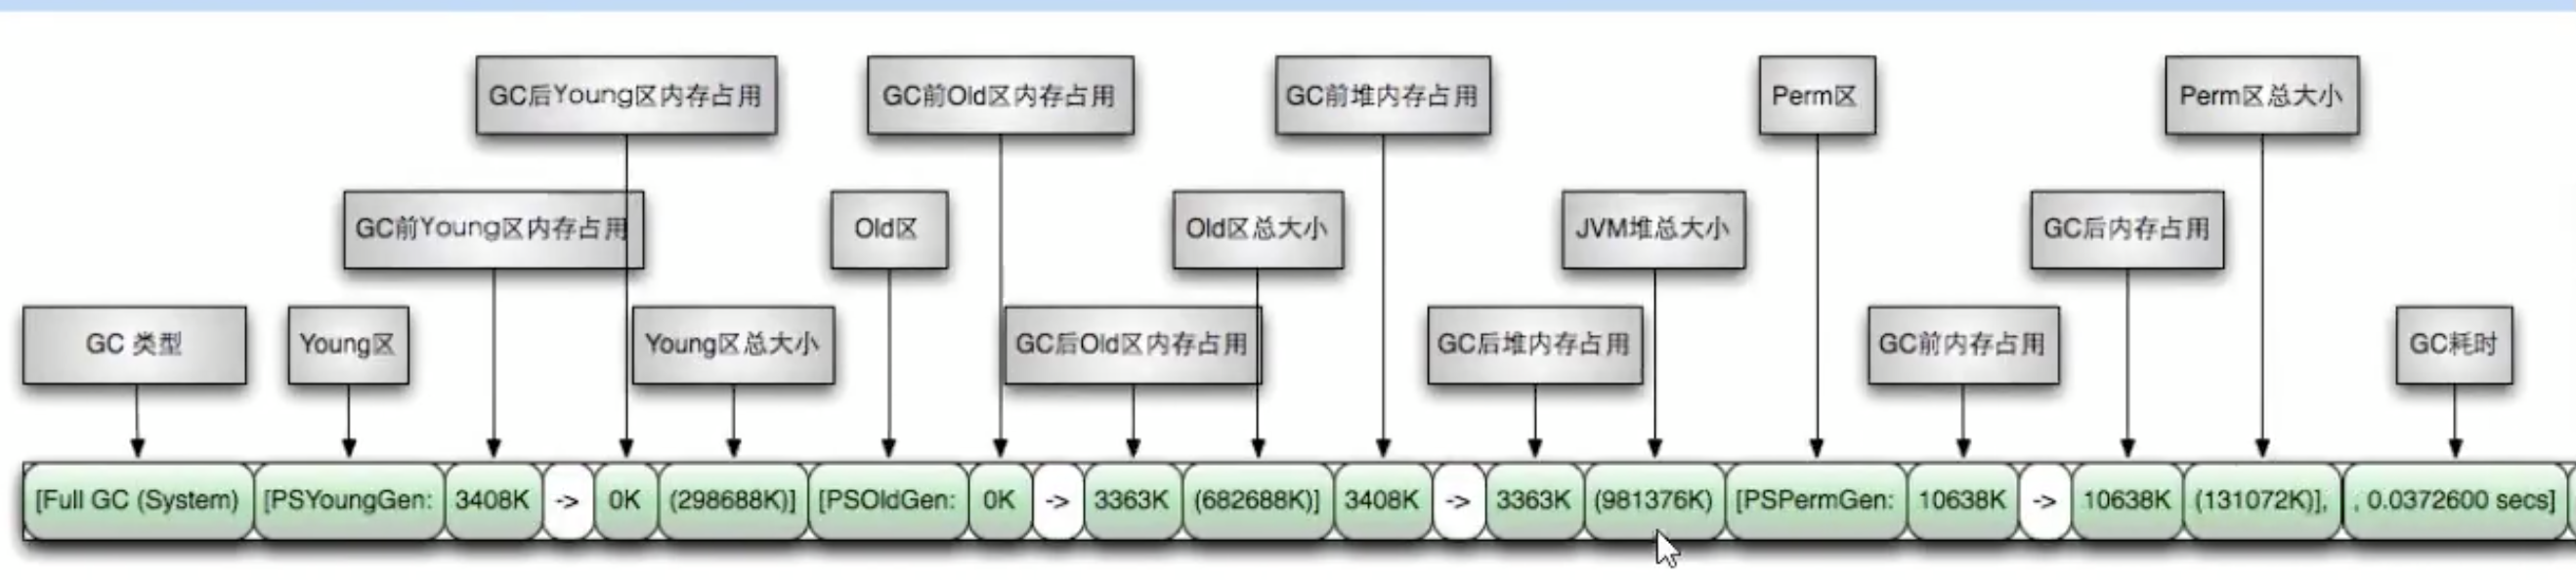 GC后Young区内存占用
GC前Old区内存占用
GC前堆内存占用
Perm区
Perm区总大小
GC前Young区内存占用
Old区
Old区总大小
JVM堆总大小
GC后内存占用
GC 类型
Young区
Young区总大小
GC后Old区内存占用
GC后堆内存占用
GC前内存占用
GC耗时
[Full GC (System) [PSYoungGen: 3408K -> 0K (298688K)] [PSOldGen: 0K -> 3363K (682688K)] 3408K -> 3363K (981376K) [PSPermGen: 10638K -> 10638K (131072K)], , 0.0372600 secs]